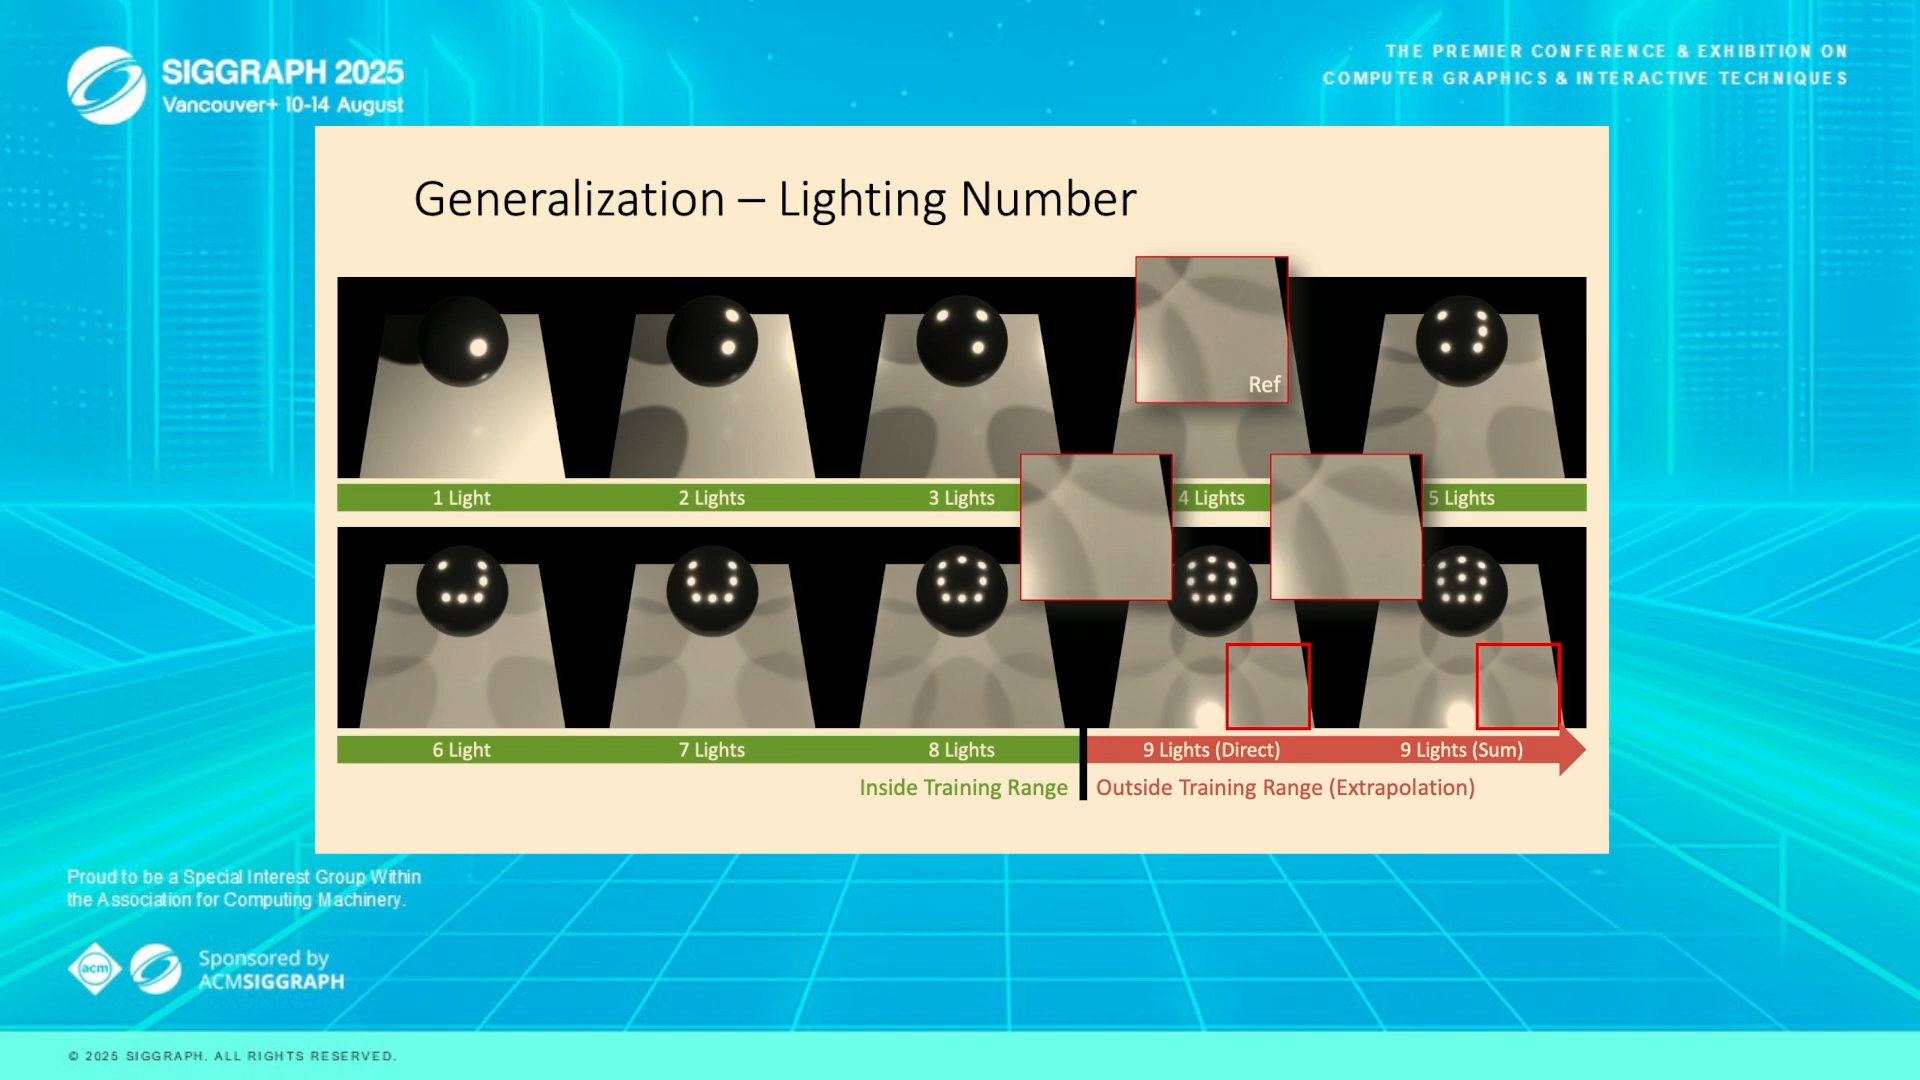 SIGGRAPH 2025
Vancouver+ 10-14 August
THE PREMIER CONFERENCE & EXHIBITION ON
COMPUTER GRAPHICS & INTERACTIVE TECHNIQUES
Generalization – Lighting Number
Ref
1 Light
2 Lights
3 Lights
4 Lights
5 Lights
6 Light
7 Lights
8 Lights
9 Lights (Direct)
9 Lights (Sum)
Inside Training Range
Outside Training Range (Extrapolation)
Proud to be a Special Interest Group Within
the Association for Computing Machinery.
acm
Sponsored by
ACMSIGGRAPH
© 2025 SIGGRAPH. ALL RIGHTS RESERVED.